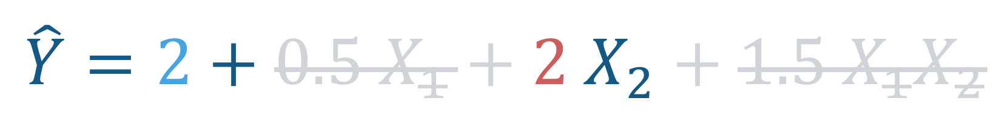 Ŷ = 2 + 0.5 X₁ + 2 X₂ + 1.5 X₁X₂